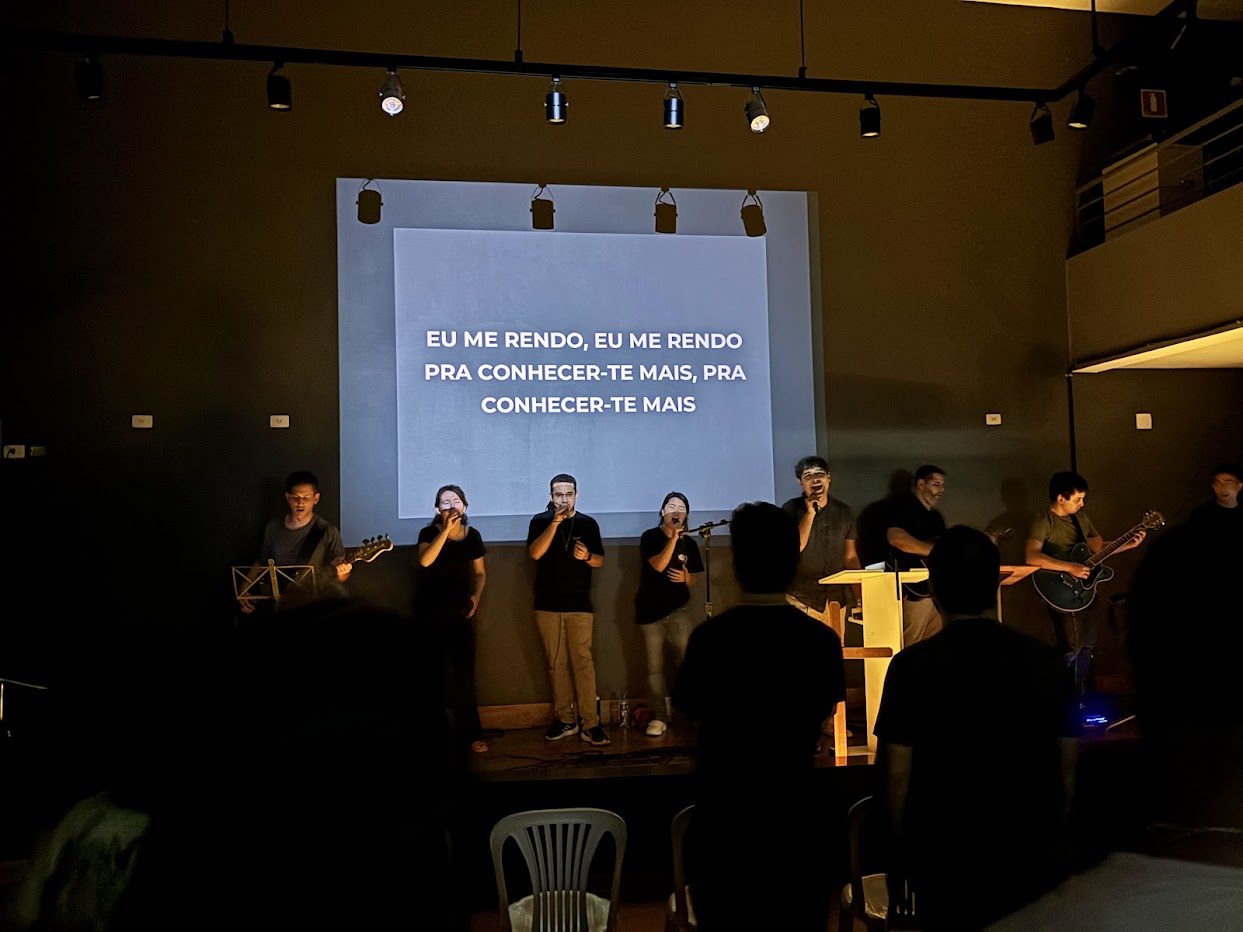 EU ME RENDO, EU ME RENDO
PRA CONHECER-TE MAIS, PRA
CONHECER-TE MAIS